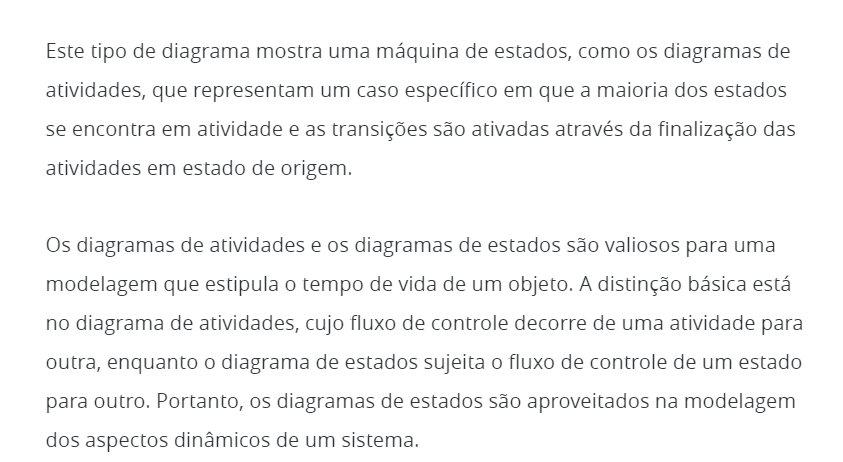 Este tipo de diagrama mostra uma máquina de estados, como os diagramas de
atividades, que representam um caso específico em que a maioria dos estados
se encontra em atividade e as transições são ativadas através da finalização das
atividades em estado de origem.
Os diagramas de atividades e os diagramas de estados são valiosos para uma
modelagem que estipula o tempo de vida de um objeto. A distinção básica está
no diagrama de atividades, cujo fluxo de controle decorre de uma atividade para
outra, enquanto o diagrama de estados sujeita o fluxo de controle de um estado
para outro. Portanto, os diagramas de estados são aproveitados na modelagem
dos aspectos dinâmicos de um sistema.